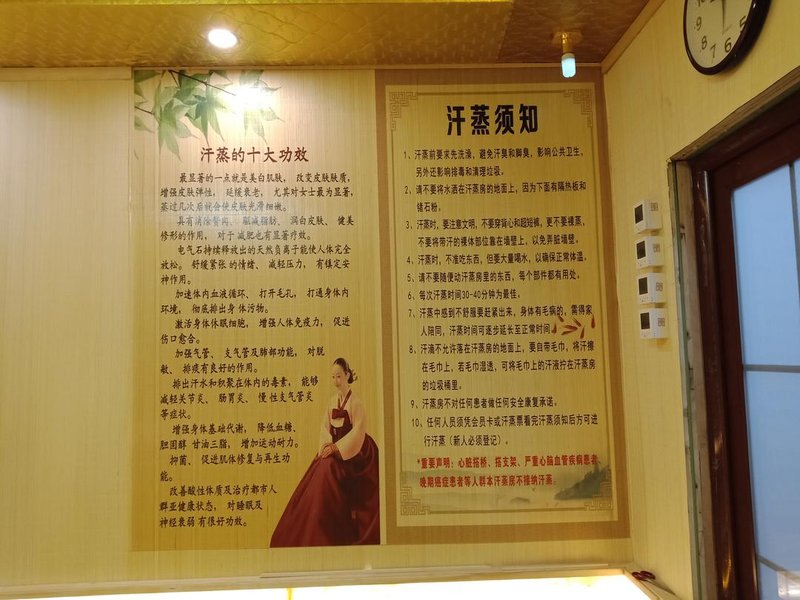 汗蒸的十大功效
最显著的一点就是美白肌肤， 改变皮肤肤质，
增强皮肤弹性， 延缓衰老， 尤其对女士最为显著，
蒸过几次后就会使皮肤光滑细嫩。
具有消除臀肉、 瓢减脂肪、 润白皮肤、 健美
修形的作用， 对于减肥也有显著疗效。
电气石持续释放出的天然负离子能使人体完全
放松。 舒缓紧张的情绪、 减轻压力， 有镇定安
神作用。
加速体内血液循环、 打开毛孔， 打通身体内
环境， 彻底排出身体污物。
激活身体休眠细胞， 增强人体免疫力， 促进
伤口愈合。
加强气管、 支气管及肺部功能， 对脱
敏、 排痰有良好的作用。
排出汗水和积聚在体内的毒素， 能够
减轻关节炎、 肠胃炎、 慢性支气管炎
等症状。
增强身体基础代谢， 降低血糖、
胆固醇 甘油三脂， 增加运动耐力。
抑菌、 促进肌体修复与再生功
能。
改善酸性体质及治疗都市人
群亚健康状态， 对睡眠及
神经衰弱有很好功效。
汗蒸须知
1、汗蒸前要求先洗澡，避免汗臭和脚臭，影响公共卫生，
另外还影响排毒和清理垃圾。
2、请不要将水洒在汗蒸房的地面上，因为下面有隔热板和
锗石粉。
3、汗蒸时，要注意文明，不要穿背心和超短裤，更不要裸蒸，
不要将带汗的裸体部位靠在墙壁上，以免弄脏墙壁。
4、汗蒸时，不准吃东西，但要大量喝水，以确保正常体温。
5、请不要随便动汗蒸房里的东西，每个部件都有用处。
6、每次汗蒸时间30-40分钟为最佳。
7、汗蒸中感到不舒服要赶紧出来，身体有毛病的，需得家
人陪同，汗蒸时间可逐步延长至正常时间
8、汗滴不允许落在汗蒸房的地面上，要自带毛巾，将汗擦
在毛巾上，若毛巾湿透、可将毛巾上的汗液拧在汗蒸房
的垃圾桶里。
9、汗蒸房不对任何患者做任何安全康复承诺。
10、任何人员须凭会员卡或汗蒸票看完汗蒸须知后方可进
行汗蒸（新人必须登记）。
*重要声明：心脏搭桥、搭支架、严重心脑血管疾病患者、
晚期癌症患者等人群本汗蒸房不接纳汗蒸。